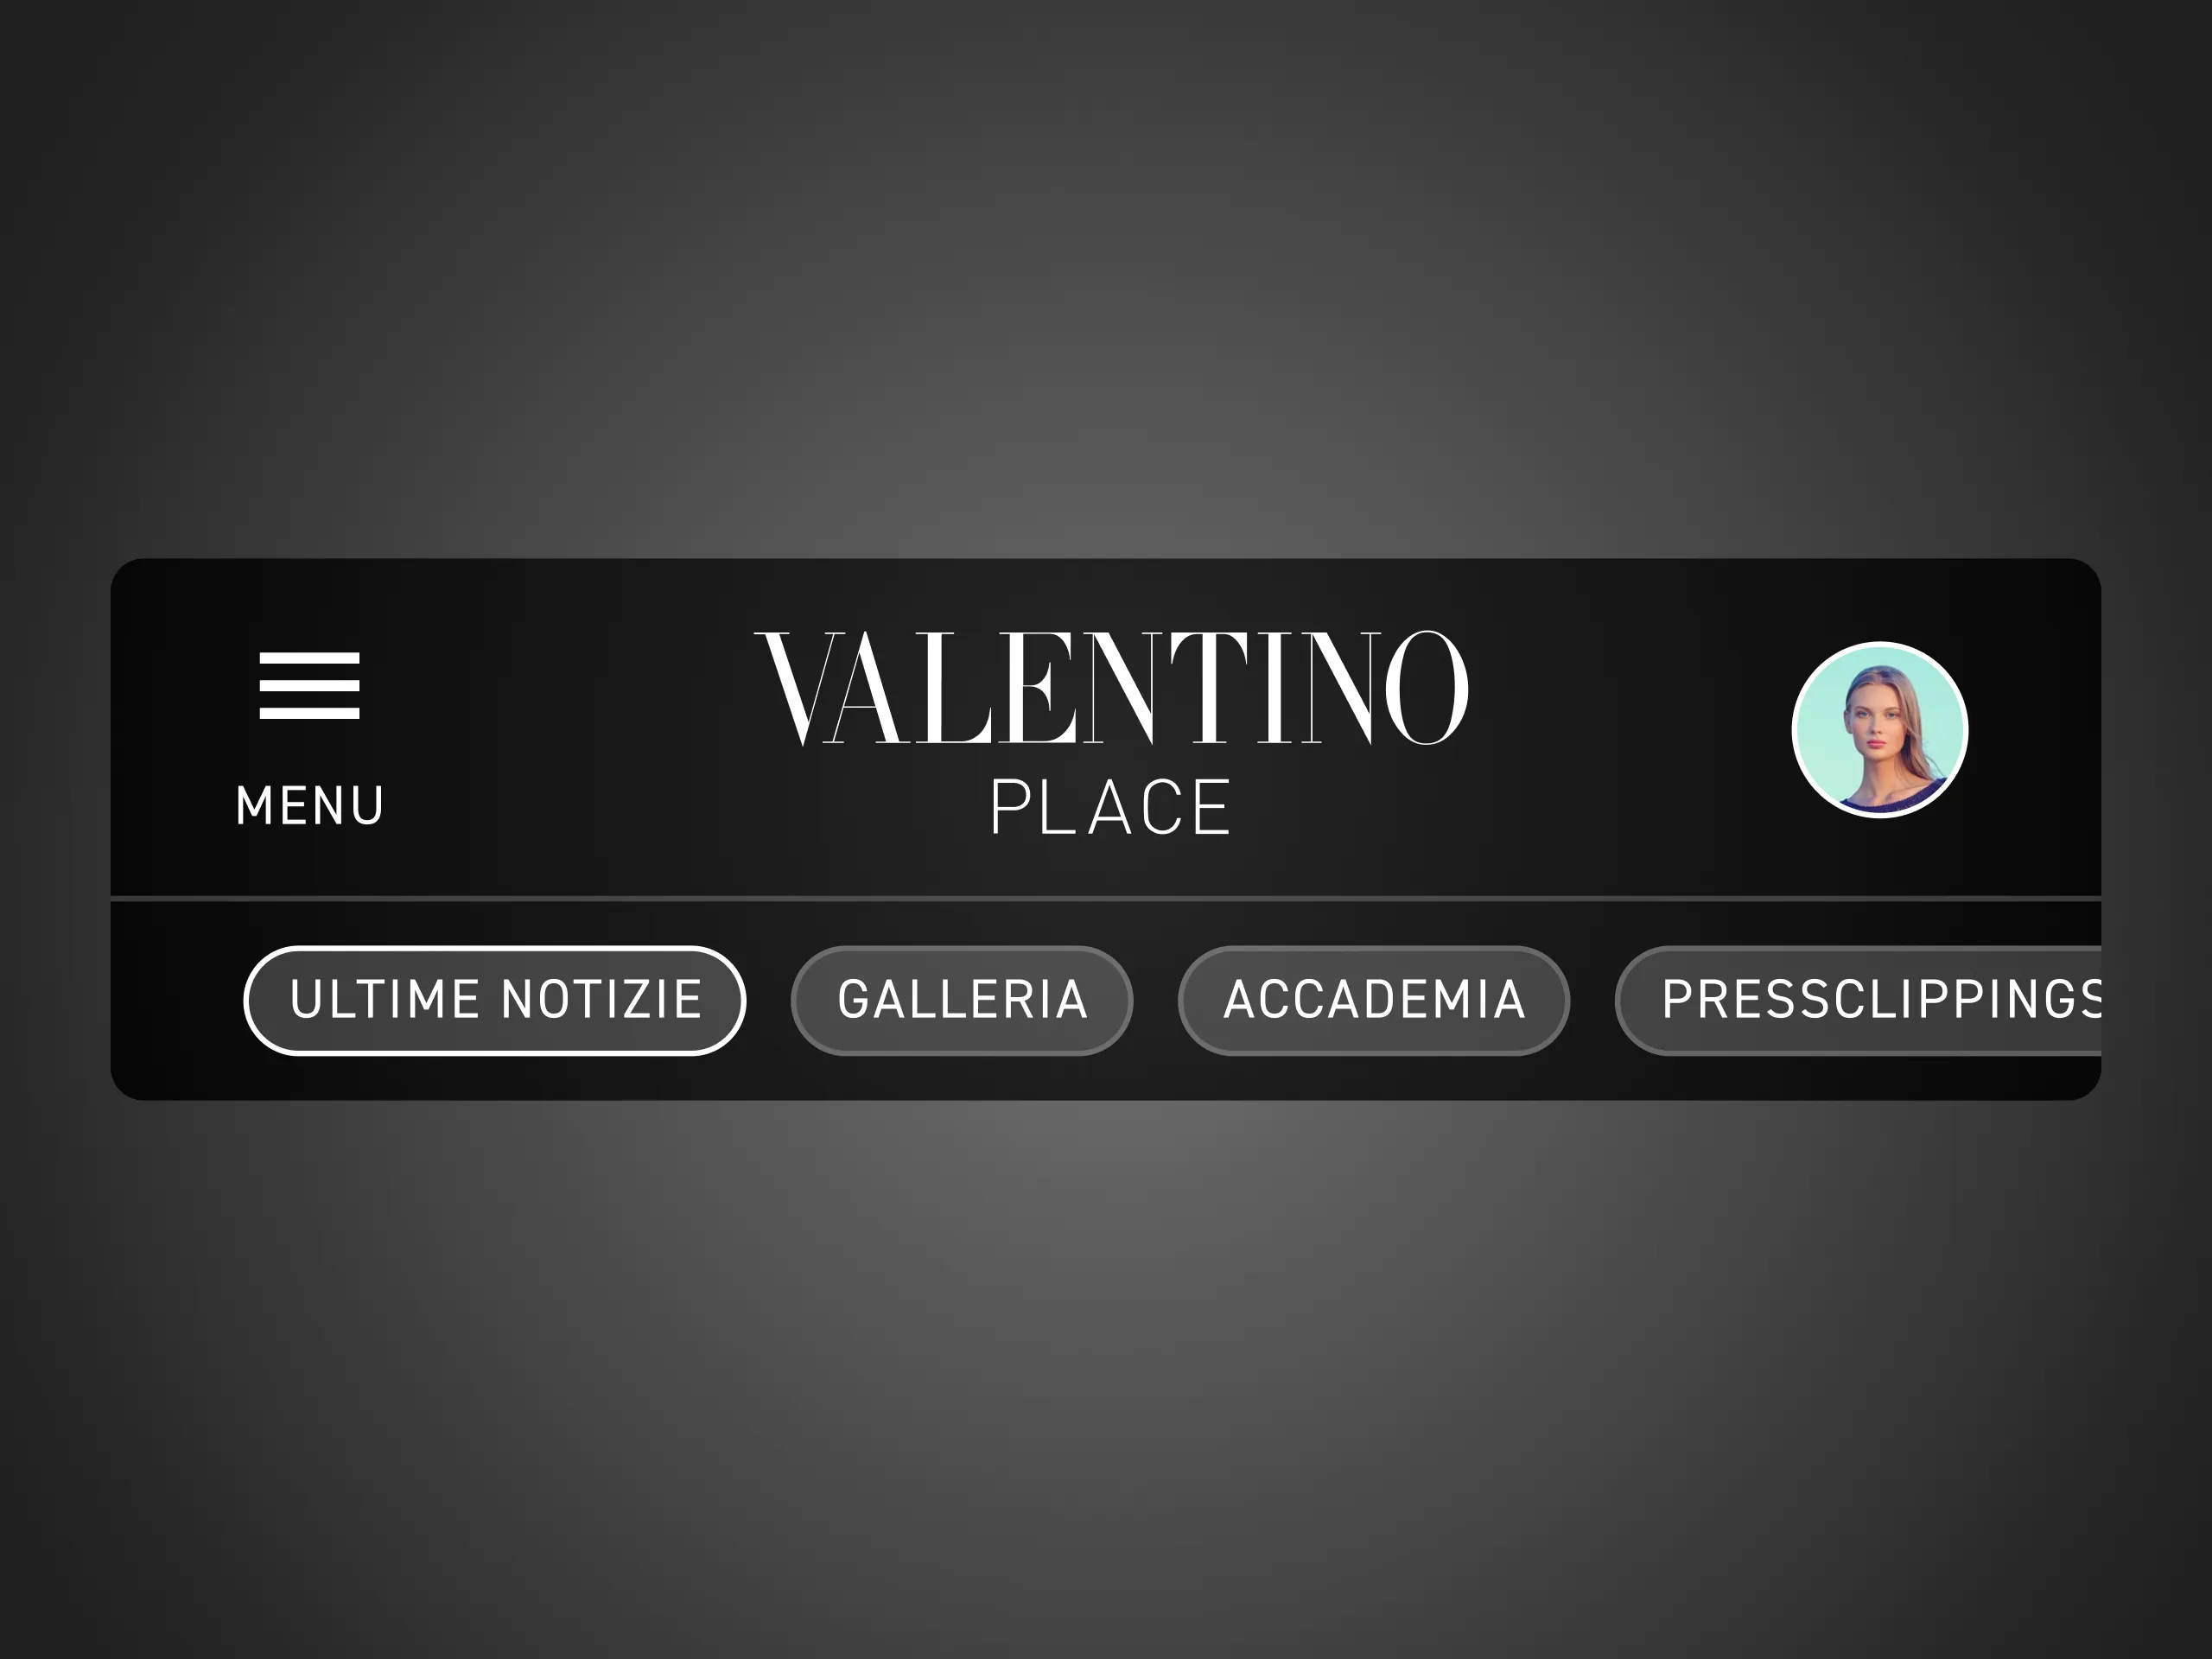 MENU
VALENTINO
PLACE
ULTIME NOTIZIE
GALLERIA
ACCADEMIA
PRESSCLIPPINGS